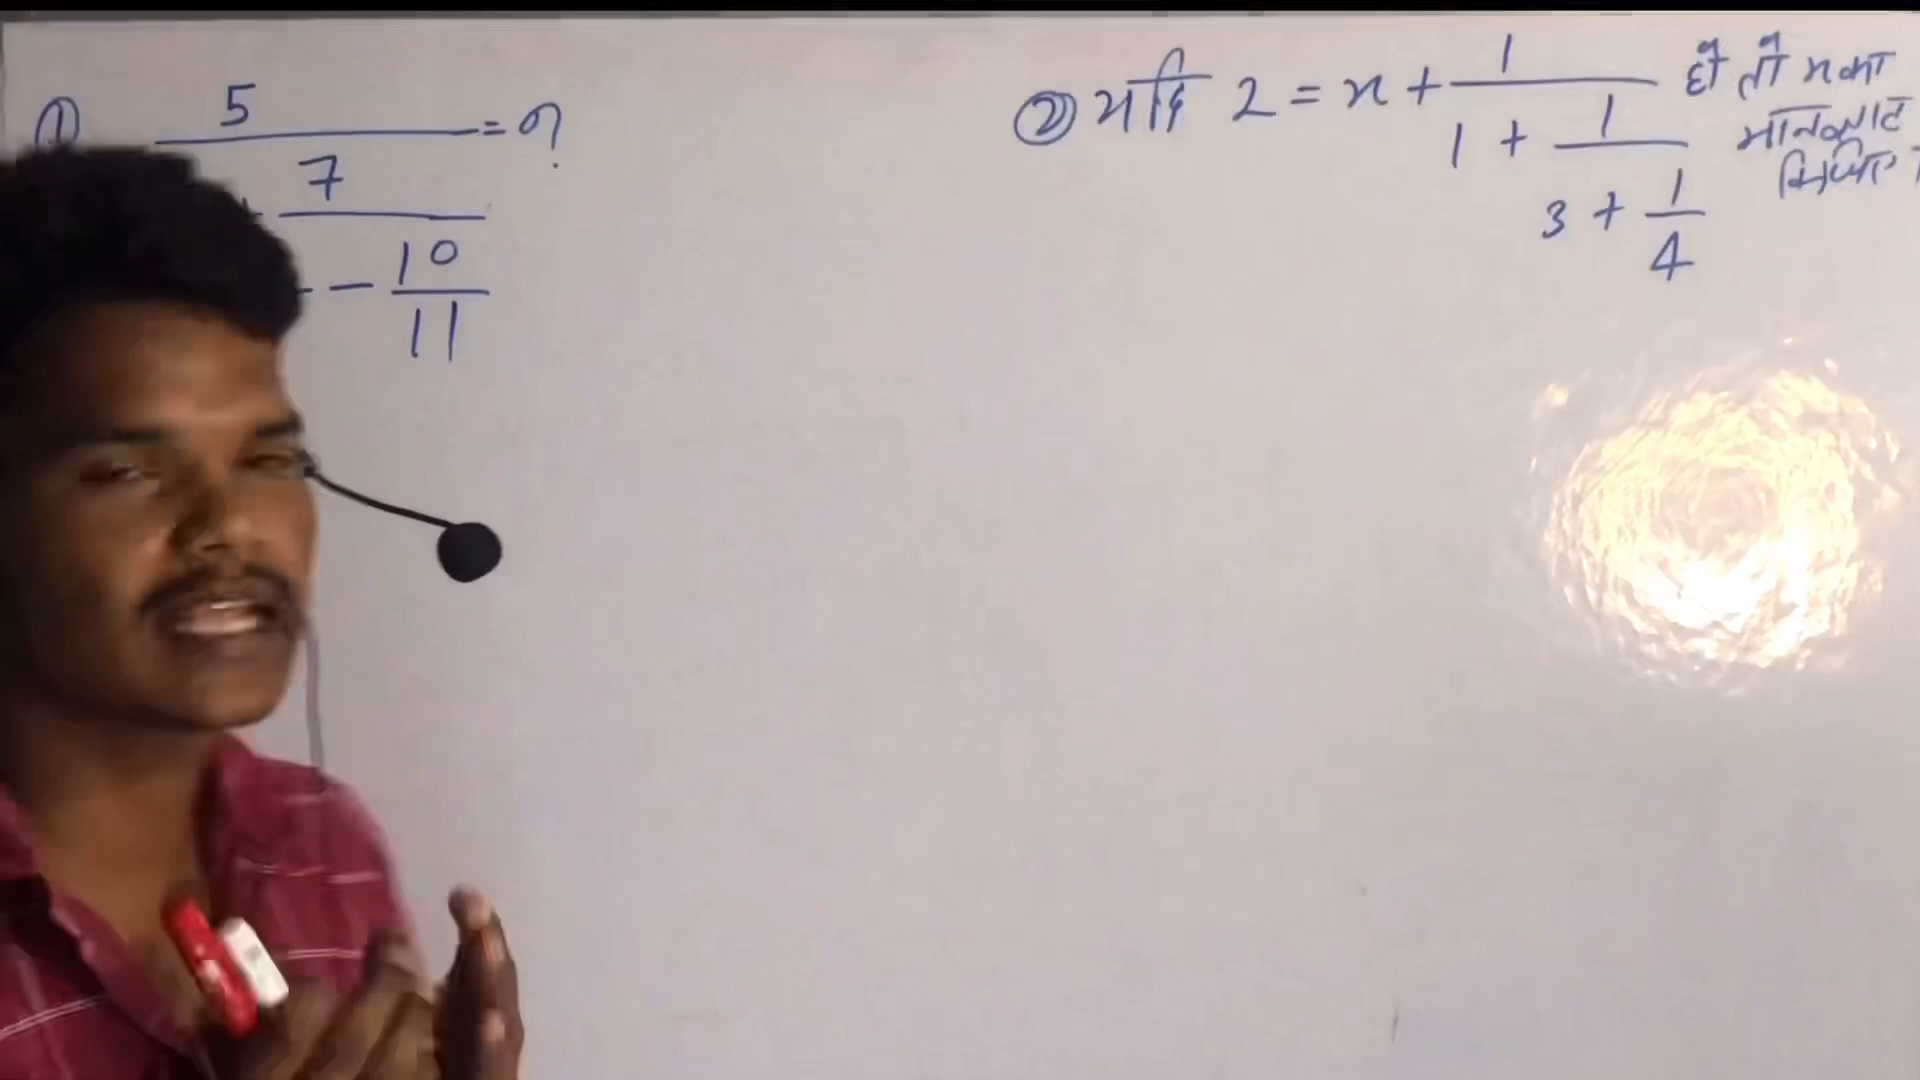 ① 5 / 7 = ?
+
- 10 / 11
② यदि 2 = x + 1 हो तो x का
1 + 1 मान ज्ञात
3 + 1 / 4 कीजिए ?